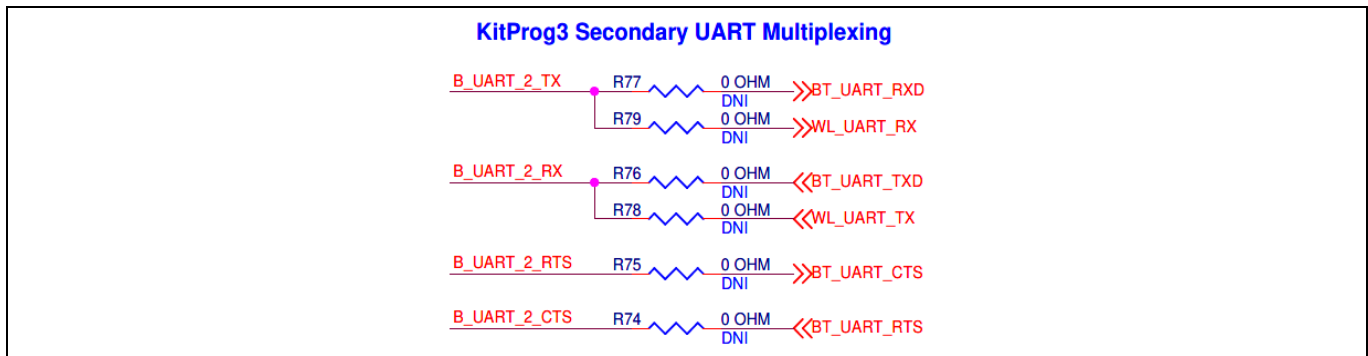 KitProg3 Secondary UART Multiplexing
B_UART_2_TX R77 0 OHM BT_UART_RXD
DNI
R79 0 OHM WL_UART_RX
DNI
B_UART_2_RX R76 0 OHM BT_UART_TXD
DNI
R78 0 OHM WL_UART_TX
DNI
B_UART_2_RTS R75 0 OHM BT_UART_CTS
DNI
B_UART_2_CTS R74 0 OHM BT_UART_RTS
DNI